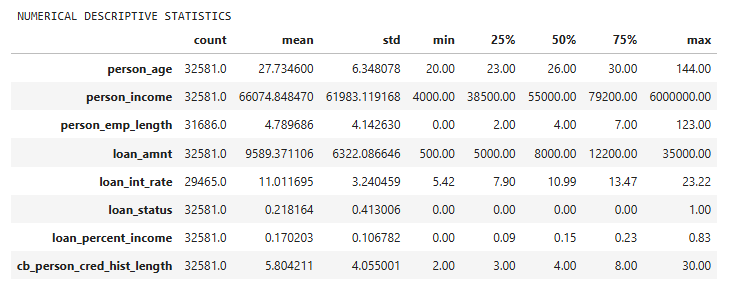 NUMERICAL DESCRIPTIVE STATISTICS
count mean std min 25% 50% 75% max
person_age 32581.0 27.734600 6.348078 20.00 23.00 26.00 30.00 144.00
person_income 32581.0 66074.848470 61983.119168 4000.00 38500.00 55000.00 79200.00 6000000.00
person_emp_length 31686.0 4.789686 4.142630 0.00 2.00 4.00 7.00 123.00
loan_amnt 32581.0 9589.371106 6322.086646 500.00 5000.00 8000.00 12200.00 35000.00
loan_int_rate 29465.0 11.011695 3.240459 5.42 7.90 10.99 13.47 23.22
loan_status 32581.0 0.218164 0.413006 0.00 0.00 0.00 0.00 1.00
loan_percent_income 32581.0 0.170203 0.106782 0.00 0.09 0.15 0.23 0.83
cb_person_cred_hist_length 32581.0 5.804211 4.055001 2.00 3.00 4.00 8.00 30.00